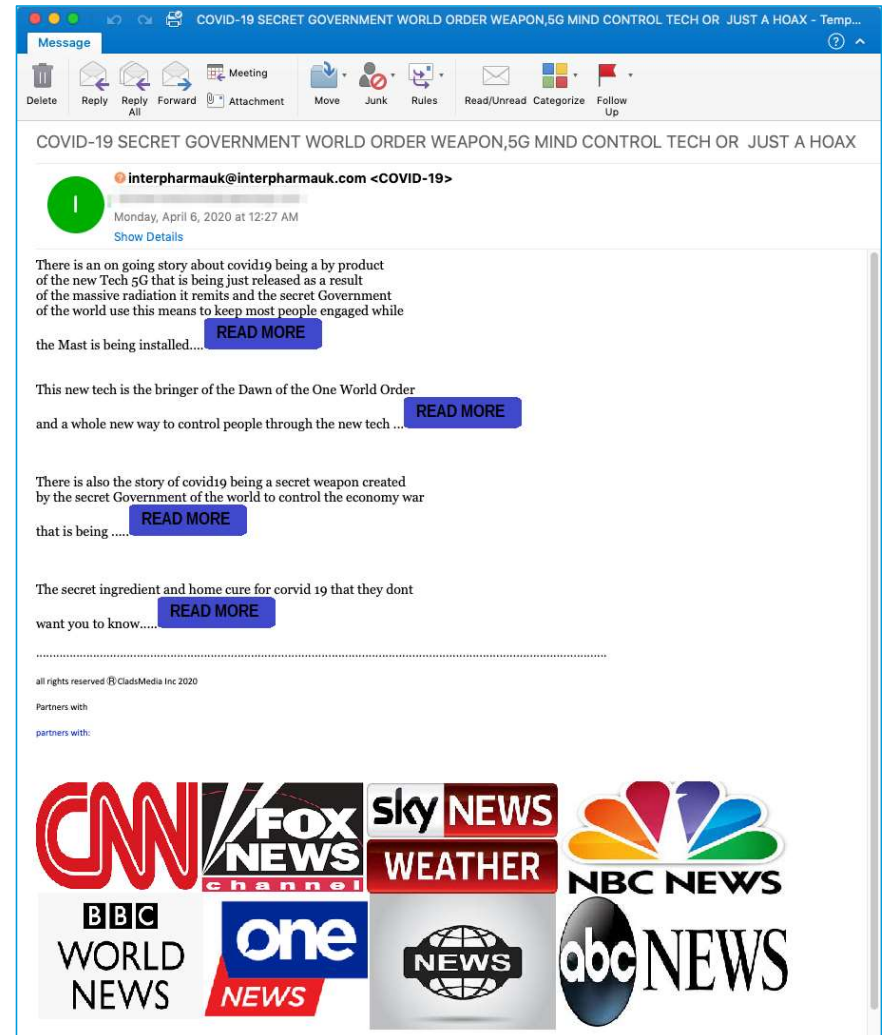 COVID-19 SECRET GOVERNMENT WORLD ORDER WEAPON,5G MIND CONTROL TECH OR JUST A HOAX - Temp...
Message
Delete
Reply
Reply All
Forward
Meeting
Attachment
Move
Junk
Rules
Read/Unread
Categorize
Follow Up
COVID-19 SECRET GOVERNMENT WORLD ORDER WEAPON,5G MIND CONTROL TECH OR JUST A HOAX
I
interpharmauk@interpharmauk.com <COVID-19>
Monday, April 6, 2020 at 12:27 AM
Show Details
There is an on going story about covid19 being a by product
of the new Tech 5G that is being just released as a result
of the massive radiation it remits and the secret Government
of the world use this means to keep most people engaged while
the Mast is being installed.... READ MORE
This new tech is the bringer of the Dawn of the One World Order
and a whole new way to control people through the new tech ... READ MORE
There is also the story of covid19 being a secret weapon created
by the secret Government of the world to control the economy war
that is being ..... READ MORE
The secret ingredient and home cure for corvid 19 that they dont
want you to know..... READ MORE
all rights reserved Ⓡ CladsMedia Inc 2020
Partners with
partners with:
CNN
FOX
NEWS
channel
sky NEWS
WEATHER
NBC NEWS
BBC
WORLD
NEWS
one
NEWS
NEWS
abc NEWS